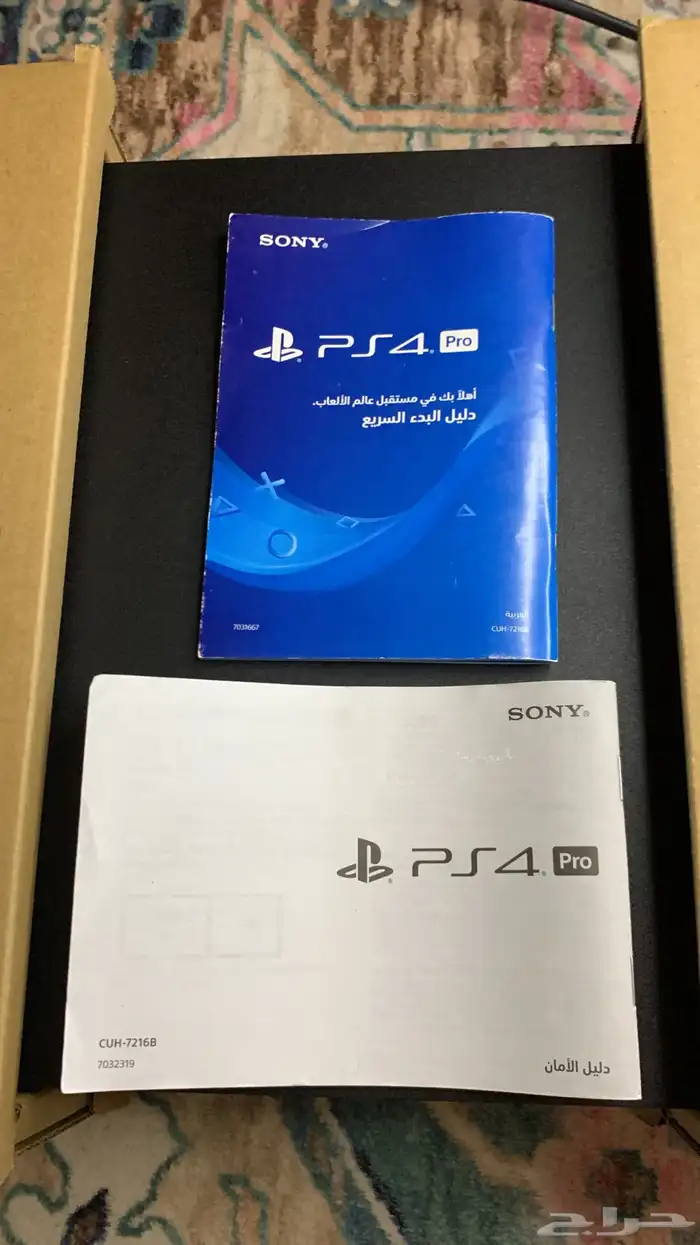 SONY®
PS4 Pro
أهلاً بك في مستقبل عالم الألعاب.
دليل البدء السريع
العربية
7031667
CUH-7216B
SONY®
PS4 Pro
CUH-7216B
7032319
دليل الأمان
حراج